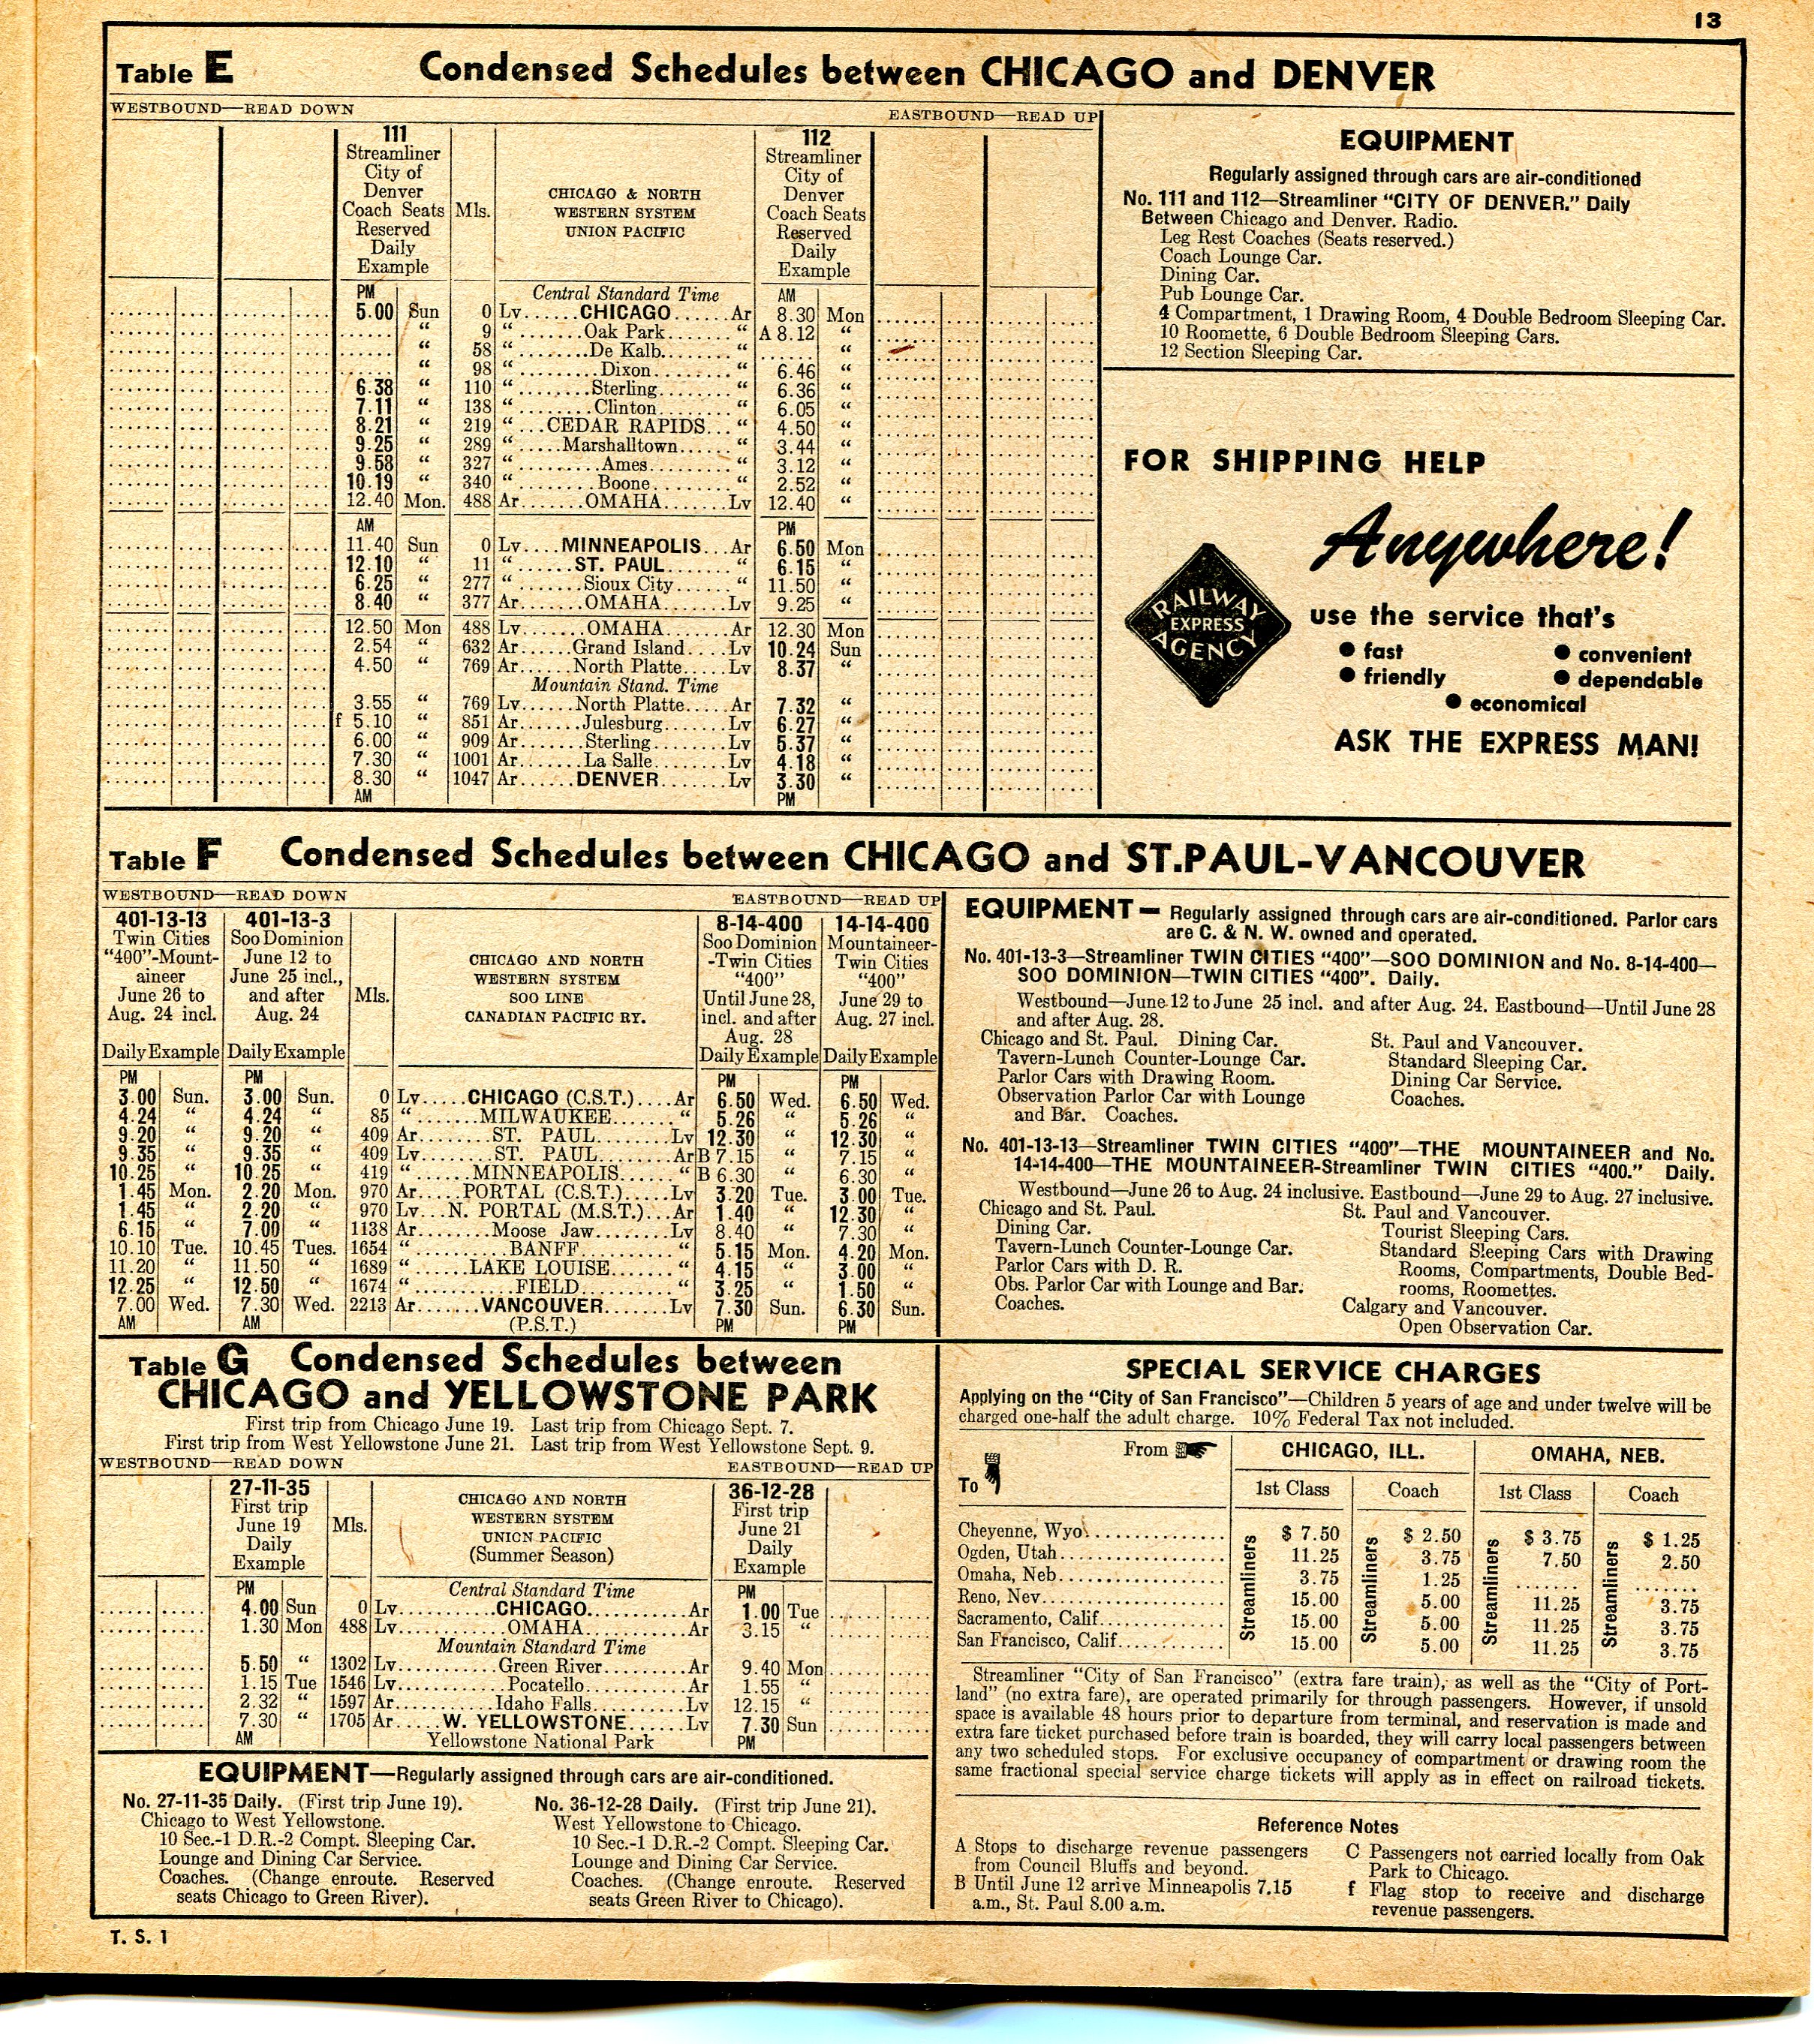 13
Table E Condensed Schedules between CHICAGO and DENVER
WESTBOUND—READ DOWN
EASTBOUND—READ UP
111
Streamliner
City of
Denver
Coach Seats
Reserved
Daily
Example
Mls.
CHICAGO & NORTH
WESTERN SYSTEM
UNION PACIFIC
112
Streamliner
City of
Denver
Coach Seats
Reserved
Daily
Example
PM Central Standard Time AM
5.00 Sun 0 Lv......CHICAGO......Ar 8.30 Mon
...... “ 9 “ ........Oak Park........ “ A 8.12 “
...... “ 58 “ .........De Kalb......... “ ...... “
...... “ 98 “ .........Dixon......... “ 6.46 “
6.38 “ 110 “ ........Sterling........ “ 6.36 “
7.11 “ 138 “ .........Clinton........ “ 6.05 “
8.21 “ 219 “ ...CEDAR RAPIDS... “ 4.50 “
9.25 “ 289 “ .....Marshalltown..... “ 3.44 “
9.58 “ 327 “ .........Ames......... “ 3.12 “
10.19 “ 340 “ .........Boone......... “ 2.52 “
12.40 Mon. 488 Ar.......OMAHA.......Lv 12.40 “
AM PM
11.40 Sun 0 Lv....MINNEAPOLIS...Ar 6.50 Mon
12.10 “ 11 “ ......ST. PAUL....... “ 6.15 “
6.25 “ 277 “ .......Sioux City...... “ 11.50 “
8.40 “ 377 Ar.......OMAHA.......Lv 9.25 “
12.50 Mon 488 Lv.......OMAHA.......Ar 12.30 Mon
2.54 “ 632 Ar.....Grand Island....Lv 10.24 Sun
4.50 “ 769 Ar......North Platte.....Lv 8.37 “
Mountain Stand. Time
3.55 “ 769 Lv......North Platte.....Ar 7.32 “
f 5.10 “ 851 Ar.......Julesburg.......Lv 6.27 “
6.00 “ 909 Ar.......Sterling........Lv 5.37 “
7.30 “ 1001 Ar.......La Salle........Lv 4.18 “
8.30 “ 1047 Ar......DENVER.......Lv 3.30 “
AM PM
EQUIPMENT
Regularly assigned through cars are air-conditioned
No. 111 and 112—Streamliner “CITY OF DENVER.” Daily
Between Chicago and Denver. Radio.
Leg Rest Coaches (Seats reserved.)
Coach Lounge Car.
Dining Car.
Pub Lounge Car.
4 Compartment, 1 Drawing Room, 4 Double Bedroom Sleeping Car.
10 Roomette, 6 Double Bedroom Sleeping Cars.
12 Section Sleeping Car.
FOR SHIPPING HELP
Anywhere!
RAILWAY
EXPRESS
AGENCY
use the service that's
● fast ● convenient
● friendly ● dependable
● economical
ASK THE EXPRESS MAN!
Table F Condensed Schedules between CHICAGO and ST.PAUL-VANCOUVER
WESTBOUND—READ DOWN
EASTBOUND—READ UP
401-13-13
Twin Cities
“400”-Mount-
aineer
June 26 to
Aug. 24 incl.
Daily Example
401-13-3
Soo Dominion
June 12 to
June 25 incl.,
and after
Aug. 24
Daily Example
Mls.
CHICAGO AND NORTH
WESTERN SYSTEM
SOO LINE
CANADIAN PACIFIC RY.
8-14-400
Soo Dominion
-Twin Cities
“400”
Until June 28,
incl. and after
Aug. 28
Daily Example
14-14-400
Mountaineer-
Twin Cities
“400”
June 29 to
Aug. 27 incl.
Daily Example
PM PM PM PM
3.00 Sun. 3.00 Sun. 0 Lv.....CHICAGO (C.S.T.)....Ar 6.50 Wed. 6.50 Wed.
4.24 “ 4.24 “ 85 “ .......MILWAUKEE....... “ 5.26 “ 5.26 “
9.20 “ 9.20 “ 409 Ar........ST. PAUL........Lv 12.30 “ 12.30 “
9.35 “ 9.35 “ 409 Lv........ST. PAUL........Ar B 7.15 “ 7.15 “
10.25 “ 10.25 “ 419 “ ......MINNEAPOLIS....... “ B 6.30 “ 6.30 “
1.45 Mon. 2.20 Mon. 970 Ar.....PORTAL (C.S.T.).....Lv 3.20 Tue. 3.00 Tue.
1.45 “ 2.20 “ 970 Lv...N. PORTAL (M.S.T.)...Ar 1.40 “ 12.30 “
6.15 “ 7.00 “ 1138 Ar........Moose Jaw........Lv 8.40 “ 7.30 “
10.10 Tue. 10.45 Tues. 1654 “ ..........BANFF.......... “ 5.15 Mon. 4.20 Mon.
11.20 “ 11.50 “ 1689 “ ......LAKE LOUISE....... “ 4.15 “ 3.00 “
12.25 “ 12.50 “ 1674 “ ...........FIELD.......... “ 3.25 “ 1.50 “
7.00 Wed. 7.30 Wed. 2213 Ar.......VANCOUVER.......Lv 7.30 Sun. 6.30 Sun.
AM AM (P.S.T.) PM PM
EQUIPMENT — Regularly assigned through cars are air-conditioned. Parlor cars
are C. & N. W. owned and operated.
No. 401-13-3—Streamliner TWIN CITIES “400”—SOO DOMINION and No. 8-14-400—
SOO DOMINION—TWIN CITIES “400”. Daily.
Westbound—June 12 to June 25 incl. and after Aug. 24. Eastbound—Until June 28
and after Aug. 28.
Chicago and St. Paul. Dining Car.
Tavern-Lunch Counter-Lounge Car.
Parlor Cars with Drawing Room.
Observation Parlor Car with Lounge
and Bar. Coaches.
St. Paul and Vancouver.
Standard Sleeping Car.
Dining Car Service.
Coaches.
No. 401-13-13—Streamliner TWIN CITIES “400”—THE MOUNTAINEER and No.
14-14-400—THE MOUNTAINEER-Streamliner TWIN CITIES “400.” Daily.
Westbound—June 26 to Aug. 24 inclusive. Eastbound—June 29 to Aug. 27 inclusive.
Chicago and St. Paul.
Dining Car.
Tavern-Lunch Counter-Lounge Car.
Parlor Cars with D. R.
Obs. Parlor Car with Lounge and Bar.
Coaches.
St. Paul and Vancouver.
Tourist Sleeping Cars.
Standard Sleeping Cars with Drawing
Rooms, Compartments, Double Bed-
rooms, Roomettes.
Calgary and Vancouver.
Open Observation Car.
Table G Condensed Schedules between
CHICAGO and YELLOWSTONE PARK
First trip from Chicago June 19. Last trip from Chicago Sept. 7.
First trip from West Yellowstone June 21. Last trip from West Yellowstone Sept. 9.
WESTBOUND—READ DOWN
EASTBOUND—READ UP
27-11-35
First trip
June 19
Daily
Example
Mls.
CHICAGO AND NORTH
WESTERN SYSTEM
UNION PACIFIC
(Summer Season)
36-12-28
First trip
June 21
Daily
Example
PM Central Standard Time PM
4.00 Sun 0 Lv...........CHICAGO...........Ar 1.00 Tue
1.30 Mon 488 Lv............OMAHA............Ar 3.15 “
Mountain Standard Time
5.50 “ 1302 Lv...........Green River.........Ar 9.40 Mon
1.15 Tue 1546 Lv............Pocatello...........Ar 1.55 “
2.32 “ 1597 Ar...........Idaho Falls..........Lv 12.15 “
7.30 “ 1705 Ar.....W. YELLOWSTONE......Lv 7.30 Sun
AM Yellowstone National Park PM
EQUIPMENT—Regularly assigned through cars are air-conditioned.
No. 27-11-35 Daily. (First trip June 19).
Chicago to West Yellowstone.
10 Sec.-1 D.R.-2 Compt. Sleeping Car.
Lounge and Dining Car Service.
Coaches. (Change enroute. Reserved
seats Chicago to Green River).
No. 36-12-28 Daily. (First trip June 21).
West Yellowstone to Chicago.
10 Sec.-1 D.R.-2 Compt. Sleeping Car.
Lounge and Dining Car Service.
Coaches. (Change enroute. Reserved
seats Green River to Chicago).
SPECIAL SERVICE CHARGES
Applying on the “City of San Francisco”—Children 5 years of age and under twelve will be
charged one-half the adult charge. 10% Federal Tax not included.
From CHICAGO, ILL. OMAHA, NEB.
To 1st Class Coach 1st Class Coach
Streamliners Streamliners Streamliners Streamliners
Cheyenne, Wyo............... $ 7.50 $ 2.50 $ 3.75 $ 1.25
Ogden, Utah.................. 11.25 3.75 7.50 2.50
Omaha, Neb.................. 3.75 1.25 ........ ........
Reno, Nev.................... 15.00 5.00 11.25 3.75
Sacramento, Calif............. 15.00 5.00 11.25 3.75
San Francisco, Calif........... 15.00 5.00 11.25 3.75
Streamliner “City of San Francisco” (extra fare train), as well as the “City of Port-
land” (no extra fare), are operated primarily for through passengers. However, if unsold
space is available 48 hours prior to departure from terminal, and reservation is made and
extra fare ticket purchased before train is boarded, they will carry local passengers between
any two scheduled stops. For exclusive occupancy of compartment or drawing room the
same fractional special service charge tickets will apply as in effect on railroad tickets.
Reference Notes
A Stops to discharge revenue passengers
from Council Bluffs and beyond.
B Until June 12 arrive Minneapolis 7.15
a.m., St. Paul 8.00 a.m.
C Passengers not carried locally from Oak
Park to Chicago.
f Flag stop to receive and discharge
revenue passengers.
T. S. 1